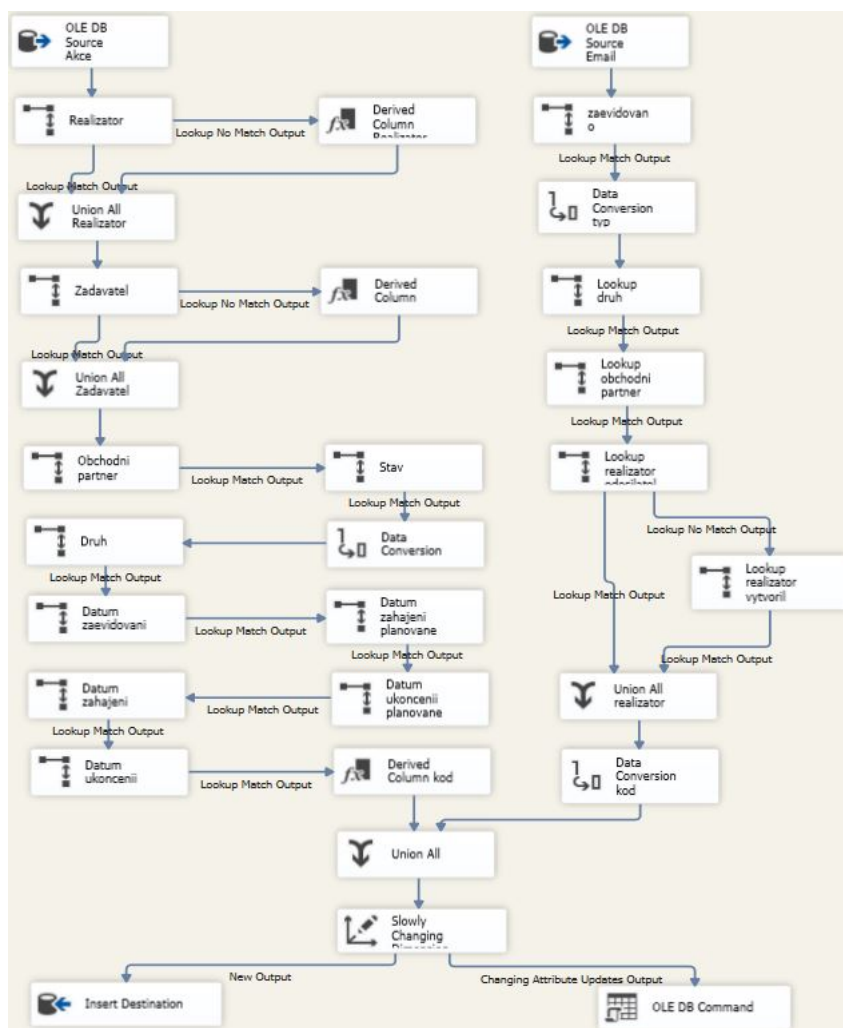 OLE DB
Source
Akce
OLE DB
Source
Email
Realizator
Lookup No Match Output
Derived
Column
Realizator
zaevidovan
o
Lookup Match Output
Lookup Match Output
Union All
Realizator
Data
Conversion
typ
Zadavatel
Lookup No Match Output
Derived
Column
Lookup
druh
Lookup Match Output
Lookup Match Output
Union All
Zadavatel
Lookup
obchodni
partner
Lookup Match Output
Obchodni
partner
Lookup Match Output
Stav
Lookup
realizator
odesilatel
Lookup Match Output
Lookup No Match Output
Druh
Data
Conversion
Lookup Match Output
Lookup
realizator
vytvoril
Lookup Match Output
Datum
zaevidovani
Lookup Match Output
Datum
zahajeni
planovane
Lookup Match Output
Lookup Match Output
Datum
zahajeni
Lookup Match Output
Datum
ukoncenii
planovane
Union All
realizator
Lookup Match Output
Datum
ukoncenii
Lookup Match Output
Derived
Column kod
Data
Conversion
kod
Union All
Slowly
Changing
Dimension
New Output
Changing Attribute Updates Output
Insert Destination
OLE DB Command